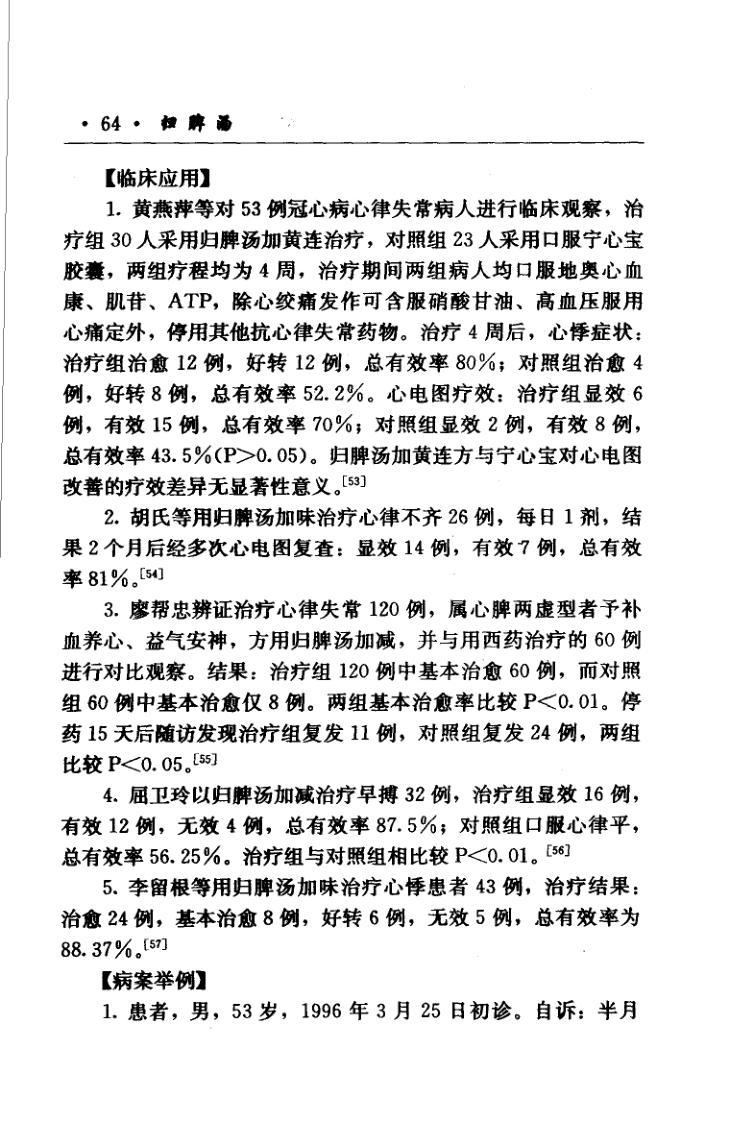 · 64 · 归脾汤
【临床应用】
1. 黄燕萍等对 53 例冠心病心律失常病人进行临床观察，治
疗组 30 人采用归脾汤加黄连治疗，对照组 23 人采用口服宁心宝
胶囊，两组疗程均为 4 周，治疗期间两组病人均口服地奥心血
康、肌苷、ATP，除心绞痛发作可含服硝酸甘油、高血压服用
心痛定外，停用其他抗心律失常药物。治疗 4 周后，心悸症状：
治疗组治愈 12 例，好转 12 例，总有效率 80%；对照组治愈 4
例，好转 8 例，总有效率 52.2%。心电图疗效：治疗组显效 6
例，有效 15 例，总有效率 70%；对照组显效 2 例，有效 8 例，
总有效率 43.5%(P>0.05)。归脾汤加黄连方与宁心宝对心电图
改善的疗效差异无显著性意义。[53]
2. 胡氏等用归脾汤加味治疗心律不齐 26 例，每日 1 剂，结
果 2 个月后经多次心电图复查：显效 14 例，有效 7 例，总有效
率 81%。[54]
3. 廖帮忠辨证治疗心律失常 120 例，属心脾两虚型者予补
血养心、益气安神，方用归脾汤加减，并与用西药治疗的 60 例
进行对比观察。结果：治疗组 120 例中基本治愈 60 例，而对照
组 60 例中基本治愈仅 8 例。两组基本治愈率比较 P<0.01。停
药 15 天后随访发现治疗组复发 11 例，对照组复发 24 例，两组
比较 P<0.05。[55]
4. 屈卫玲以归脾汤加减治疗早搏 32 例，治疗组显效 16 例，
有效 12 例，无效 4 例，总有效率 87.5%；对照组口服心律平，
总有效率 56.25%。治疗组与对照组相比较 P<0.01。[56]
5. 李留根等用归脾汤加味治疗心悸患者 43 例，治疗结果：
治愈 24 例，基本治愈 8 例，好转 6 例，无效 5 例，总有效率为
88.37%。[57]
【病案举例】
1. 患者，男，53 岁，1996 年 3 月 25 日初诊。自诉：半月